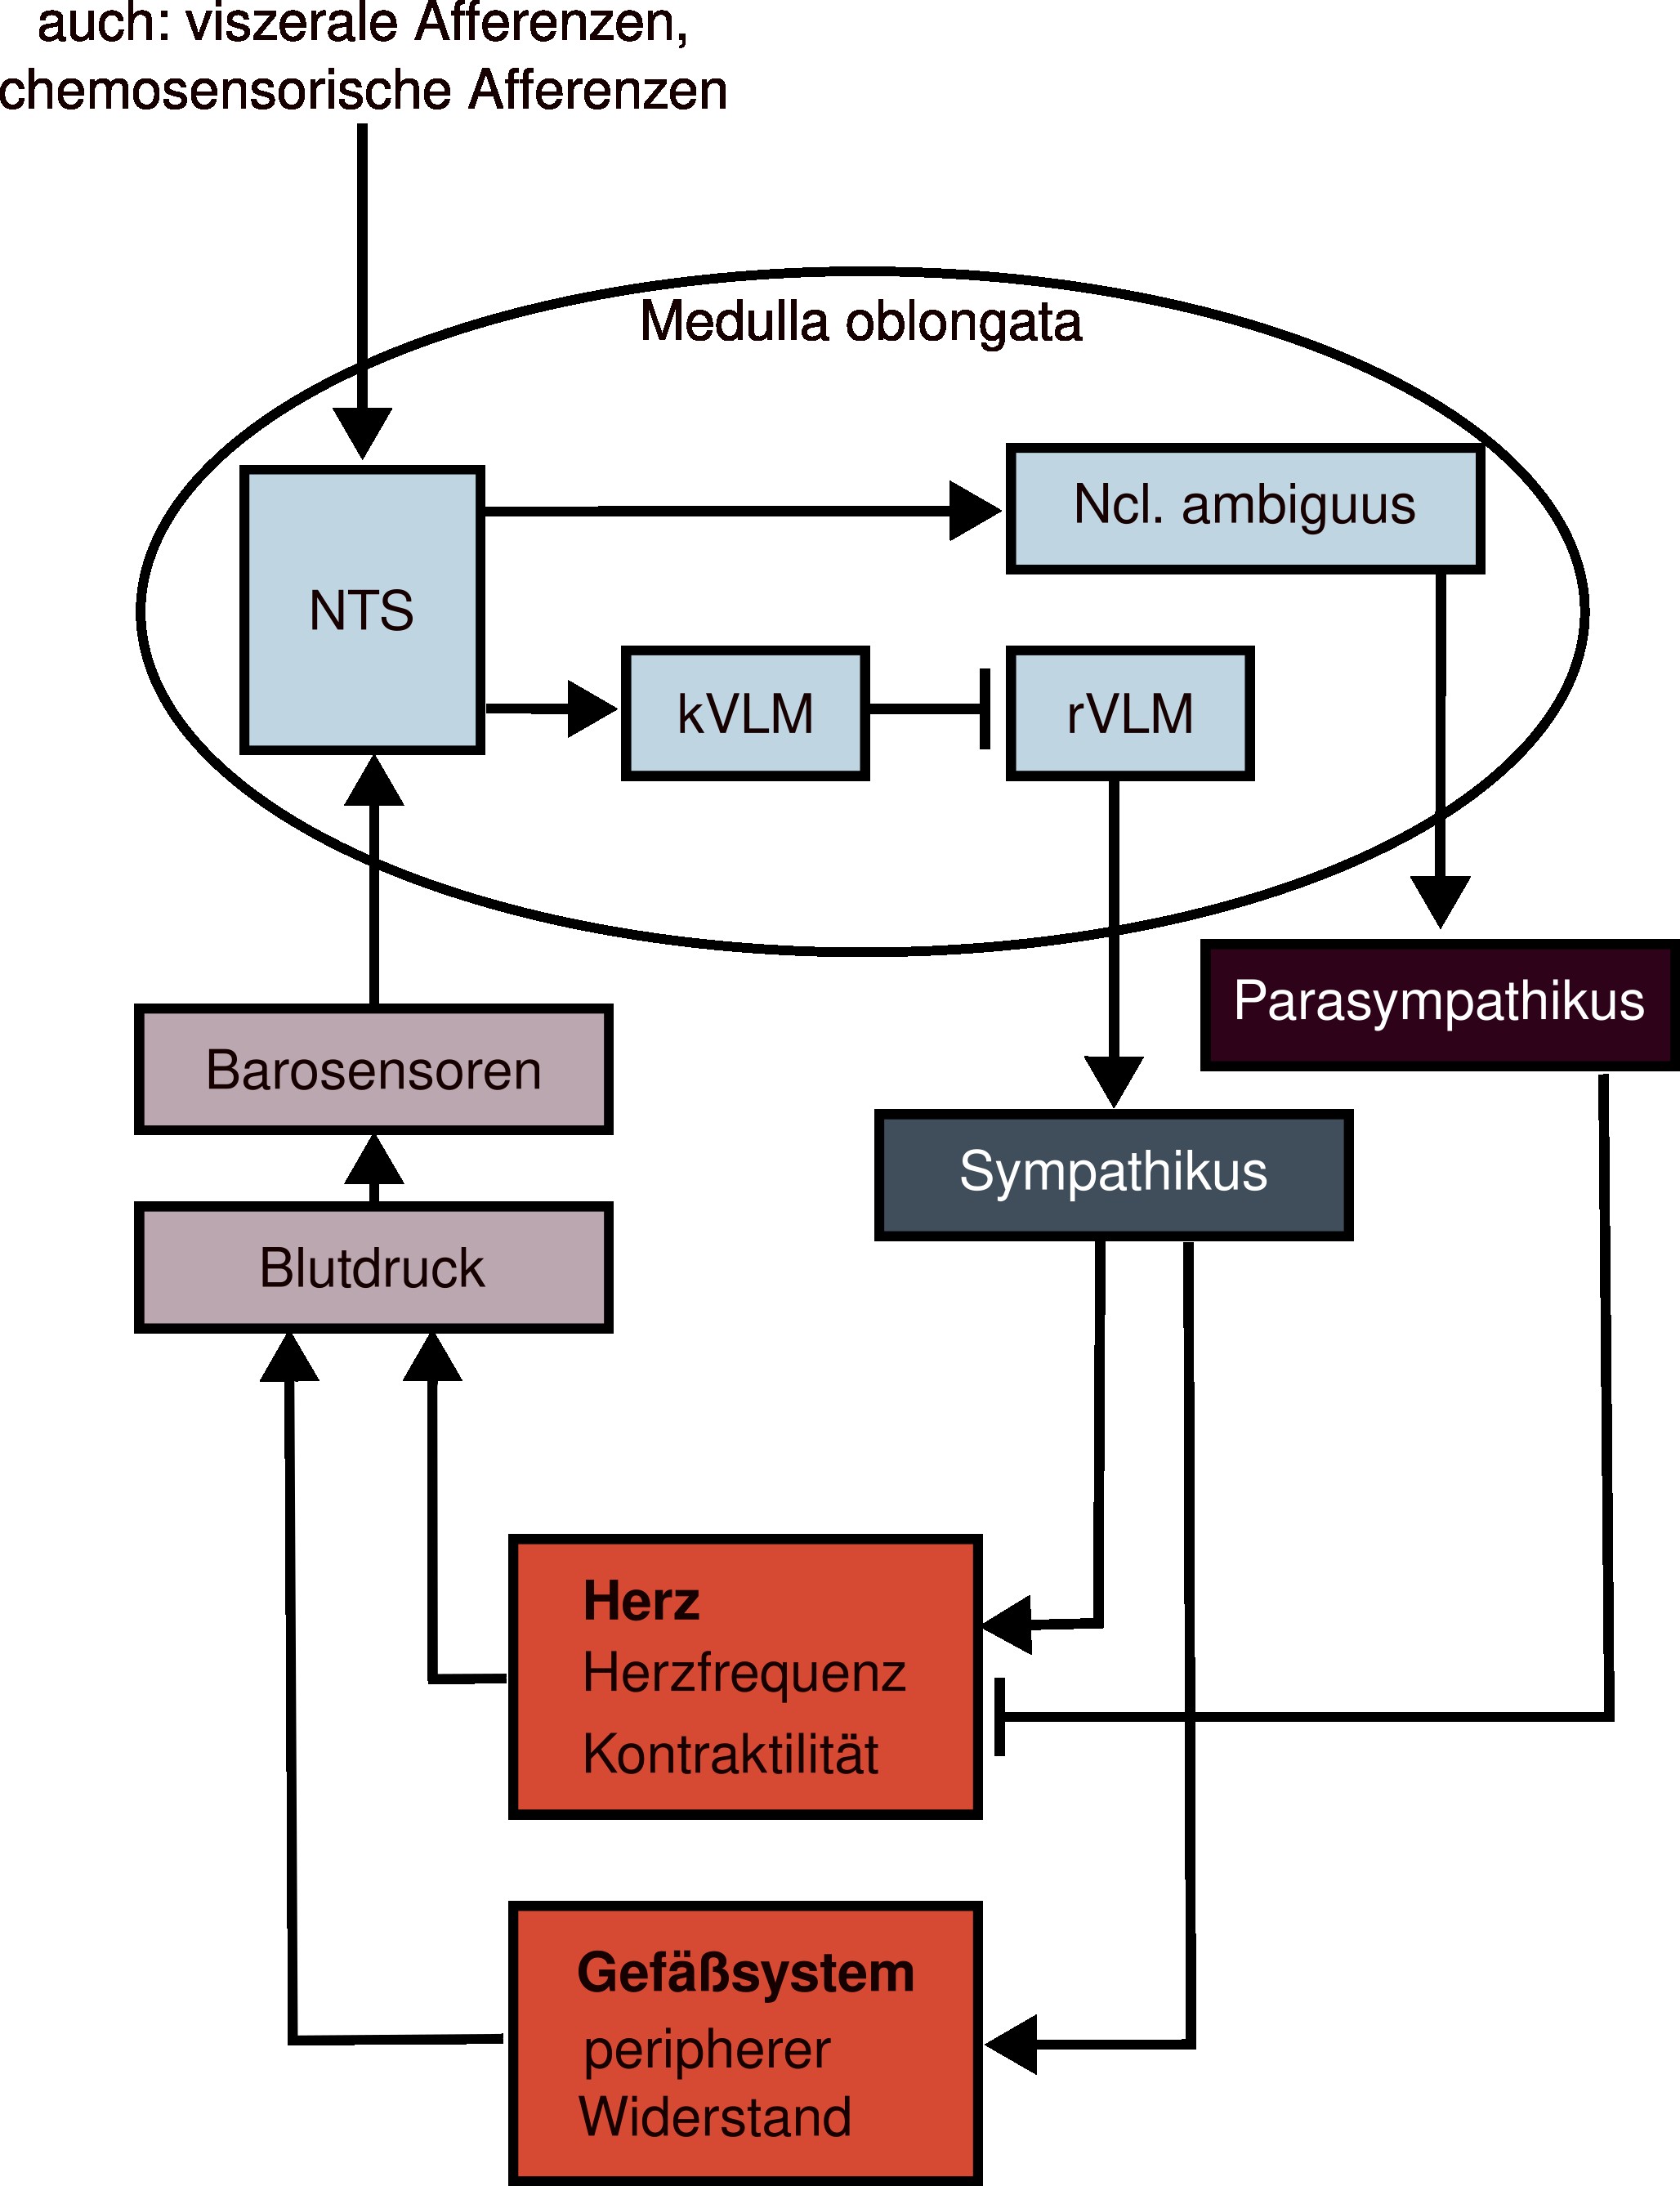 auch: viszerale Afferenzen,
chemosensorische Afferenzen
Medulla oblongata
Ncl. ambiguus
NTS
kVLM
rVLM
Parasympathikus
Barosensoren
Sympathikus
Blutdruck
Herz
Herzfrequenz
Kontraktilität
Gefäßsystem
peripherer
Widerstand